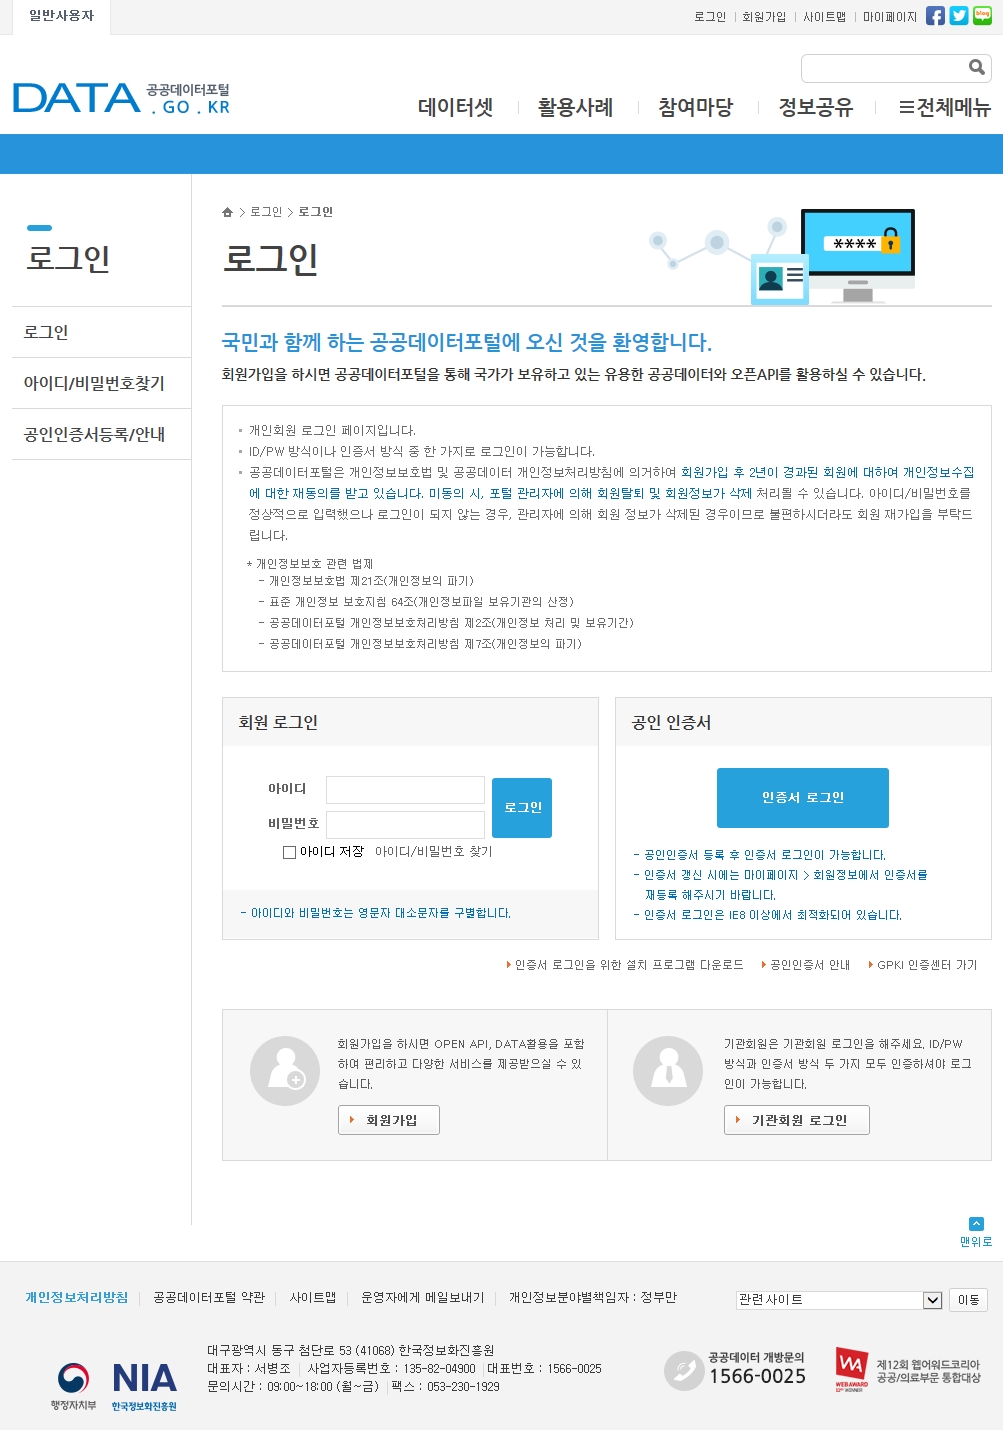 일반사용자
로그인 회원가입 사이트맵 마이페이지
blog
DATA 공공데이터포털
. GO . KR
데이터셋 활용사례 참여마당 정보공유 전체메뉴
로그인
로그인
아이디/비밀번호찾기
공인인증서등록/안내
로그인 > 로그인
로그인
****
국민과 함께 하는 공공데이터포털에 오신 것을 환영합니다.
회원가입을 하시면 공공데이터포털을 통해 국가가 보유하고 있는 유용한 공공데이터와 오픈API를 활용하실 수 있습니다.
개인회원 로그인 페이지입니다.
ID/PW 방식이나 인증서 방식 중 한 가지로 로그인이 가능합니다.
공공데이터포털은 개인정보보호법 및 공공데이터 개인정보처리방침에 의거하여 회원가입 후 2년이 경과된 회원에 대하여 개인정보수집
에 대한 재동의를 받고 있습니다. 미동의 시, 포털 관리자에 의해 회원탈퇴 및 회원정보가 삭제 처리될 수 있습니다. 아이디/비밀번호를
정상적으로 입력했으나 로그인이 되지 않는 경우, 관리자에 의해 회원 정보가 삭제된 경우이므로 불편하시더라도 회원 재가입을 부탁드
립니다.
* 개인정보보호 관련 법제
- 개인정보보호법 제21조(개인정보의 파기)
- 표준 개인정보 보호지침 64조(개인정보파일 보유기관의 산정)
- 공공데이터포털 개인정보보호처리방침 제2조(개인정보 처리 및 보유기간)
- 공공데이터포털 개인정보보호처리방침 제7조(개인정보의 파기)
회원 로그인
아이디
비밀번호
로그인
아이디 저장 아이디/비밀번호 찾기
- 아이디와 비밀번호는 영문자 대소문자를 구별합니다.
공인 인증서
인증서 로그인
- 공인인증서 등록 후 인증서 로그인이 가능합니다.
- 인증서 갱신 시에는 마이페이지 > 회원정보에서 인증서를
재등록 해주시기 바랍니다.
- 인증서 로그인은 IE8 이상에서 최적화되어 있습니다.
인증서 로그인을 위한 설치 프로그램 다운로드 공인인증서 안내 GPKI 인증센터 가기
회원가입을 하시면 OPEN API, DATA활용을 포함
하여 편리하고 다양한 서비스를 제공받으실 수 있
습니다.
회원가입
기관회원은 기관회원 로그인을 해주세요. ID/PW
방식과 인증서 방식 두 가지 모두 인증하셔야 로그
인이 가능합니다.
기관회원 로그인
맨위로
개인정보처리방침 공공데이터포털 약관 사이트맵 운영자에게 메일보내기 개인정보분야별책임자 : 정부만
관련사이트 이동
행정자치부
NIA
한국정보화진흥원
대구광역시 동구 첨단로 53 (41068) 한국정보화진흥원
대표자 : 서병조 사업자등록번호 : 135-82-04900 대표번호 : 1566-0025
문의시간 : 09:00~18:00 (월~금) 팩스 : 053-230-1929
공공데이터 개방문의
1566-0025
WA
WEB AWARD
12th WINNER
제12회 웹어워드코리아
공공/의료부문 통합대상